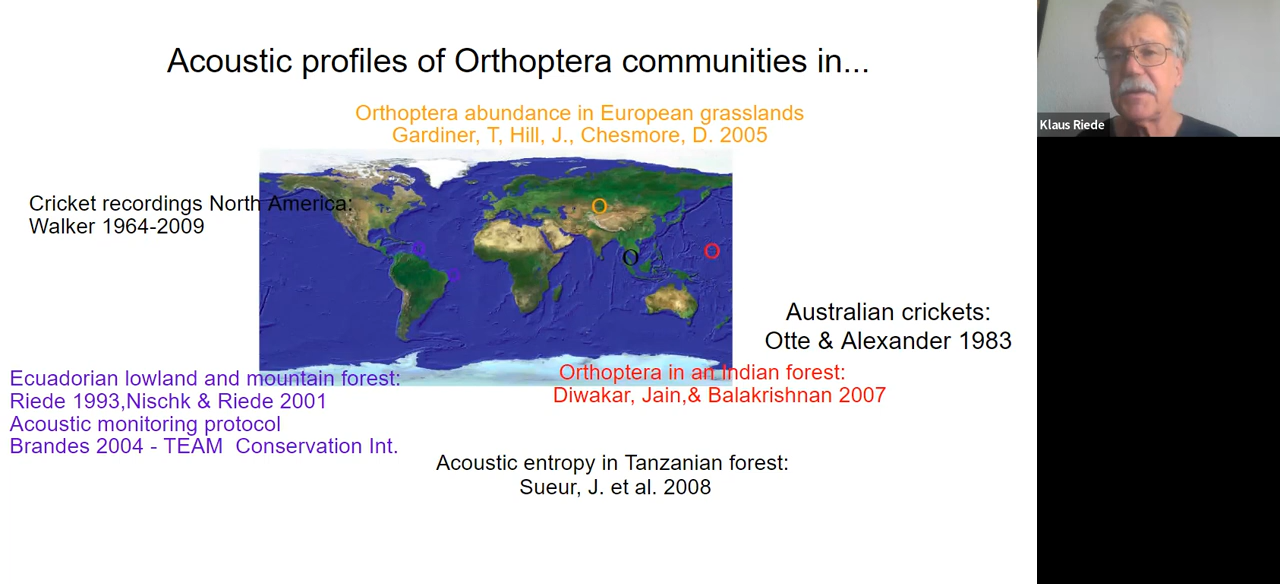 Acoustic profiles of Orthoptera communities in...
Klaus Riede
Orthoptera abundance in European grasslands
Gardiner, T, Hill, J., Chesmore, D. 2005
Cricket recordings North America:
Walker 1964-2009
Australian crickets:
Otte & Alexander 1983
Ecuadorian lowland and mountain forest:
Riede 1993,Nischk & Riede 2001
Acoustic monitoring protocol
Brandes 2004 - TEAM  Conservation Int.
Orthoptera in an Indian forest:
Diwakar, Jain,& Balakrishnan 2007
Acoustic entropy in Tanzanian forest:
Sueur, J. et al. 2008